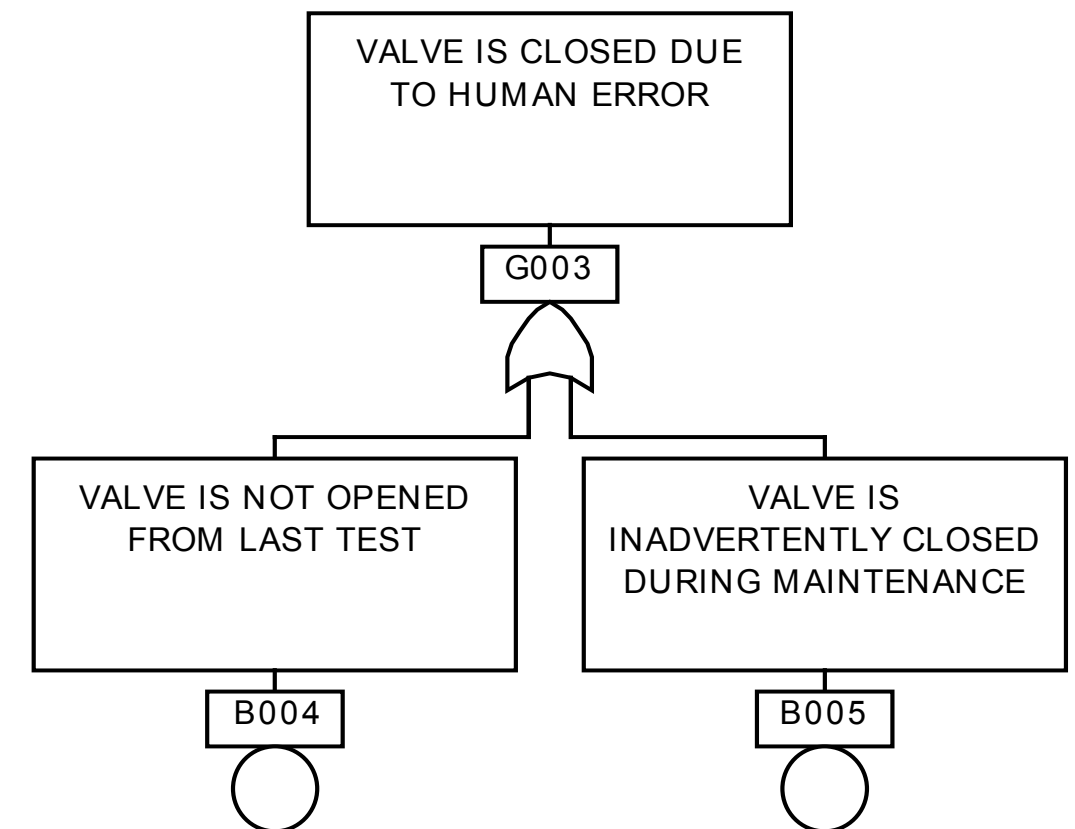 VALVE IS CLOSED DUE
TO HUMAN ERROR
G003
VALVE IS NOT OPENED
FROM LAST TEST
VALVE IS
INADVERTENTLY CLOSED
DURING MAINTENANCE
B004
B005